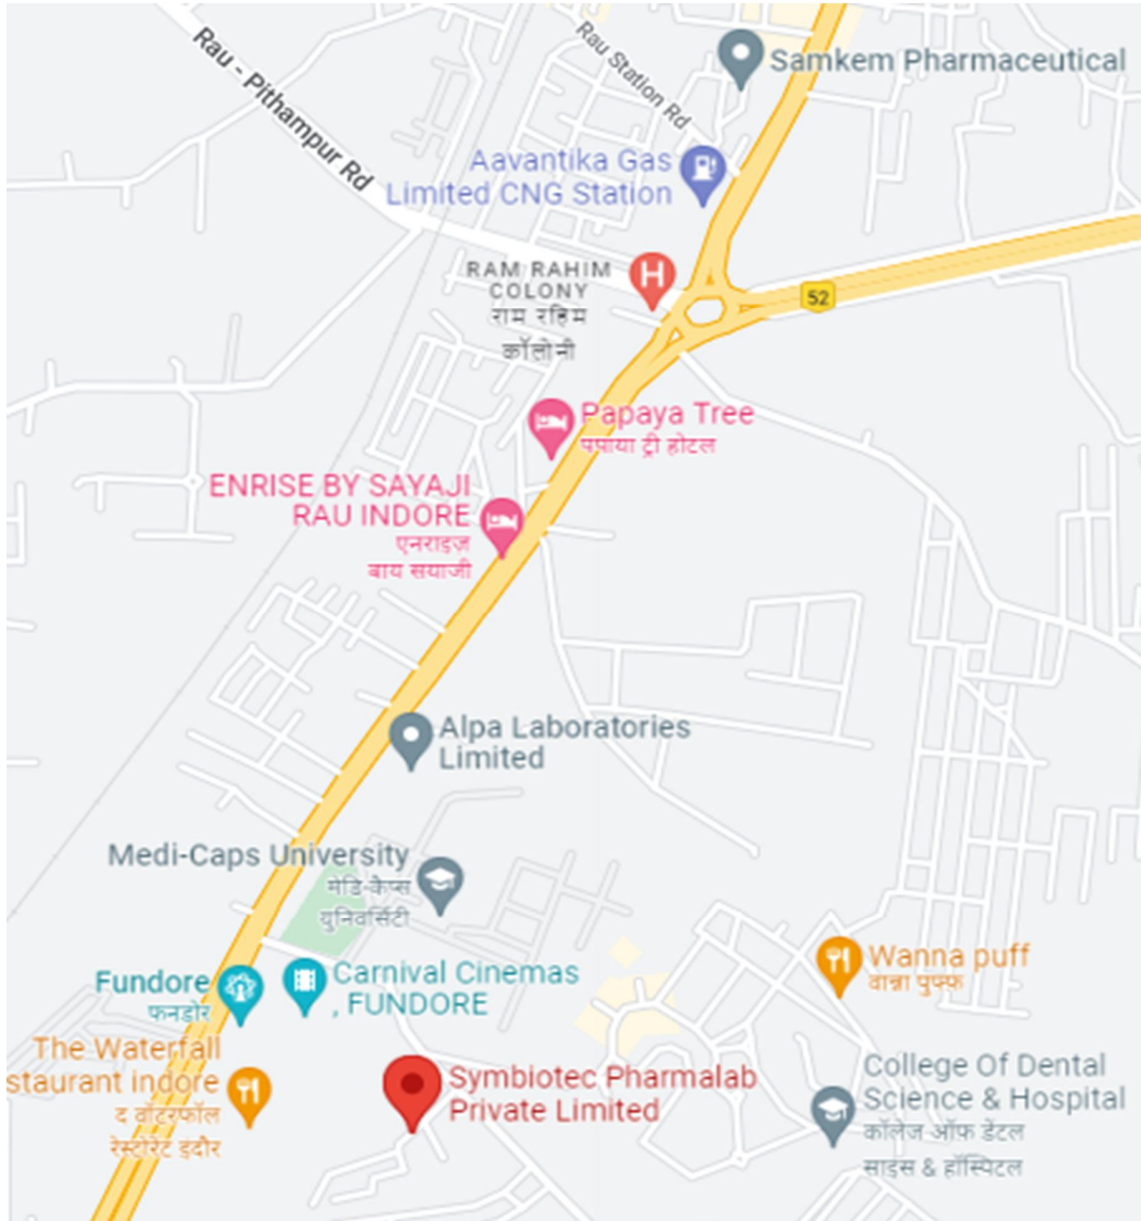 Samkem Pharmaceutical
Rau Station Rd
Rau - Pithampur Rd
Aavantika Gas
Limited CNG Station
H
RAM RAHIM
COLONY
राम रहिम
कॉलोनी
52
Papaya Tree
पपाया ट्री होटल
ENRISE BY SAYAJI
RAU INDORE
एनराइज़
बाय सयाजी
Alpa Laboratories
Limited
Medi-Caps University
मेडि-कैप्स
युनिवर्सिटी
Wanna puff
वान्ना पुफ्फ
Fundore
फनडोर
Carnival Cinemas
, FUNDORE
The Waterfall
staurant indore
द वॉटरफॉल
रेस्टोरेंट इंदौर
Symbiotec Pharmalab
Private Limited
College Of Dental
Science & Hospital
कॉलेज ऑफ़ डेंटल
साइंस & हॉस्पिटल